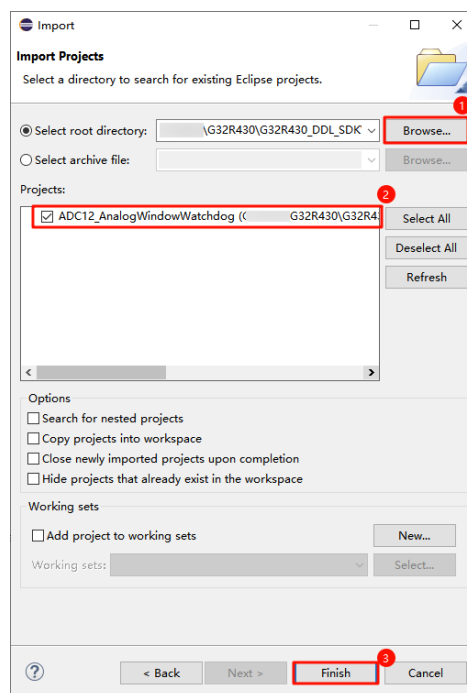 Import
Import Projects
Select a directory to search for existing Eclipse projects.
1
Select root directory:
\G32R430\G32R430_DDL_SDK
Browse...
Select archive file:
Browse...
Projects:
2
ADC12_AnalogWindowWatchdog (
G32R430\G32R4
Select All
Deselect All
Refresh
Options
Search for nested projects
Copy projects into workspace
Close newly imported projects upon completion
Hide projects that already exist in the workspace
Working sets
Add project to working sets
New...
Working sets:
Select...
3
?
< Back
Next >
Finish
Cancel